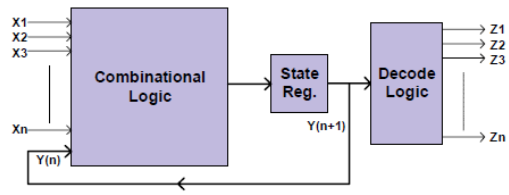 X1
X2
X3
Xn
Y(n)
Combinational
Logic
State
Reg.
Y(n+1)
Decode
Logic
Z1
Z2
Z3
Zn